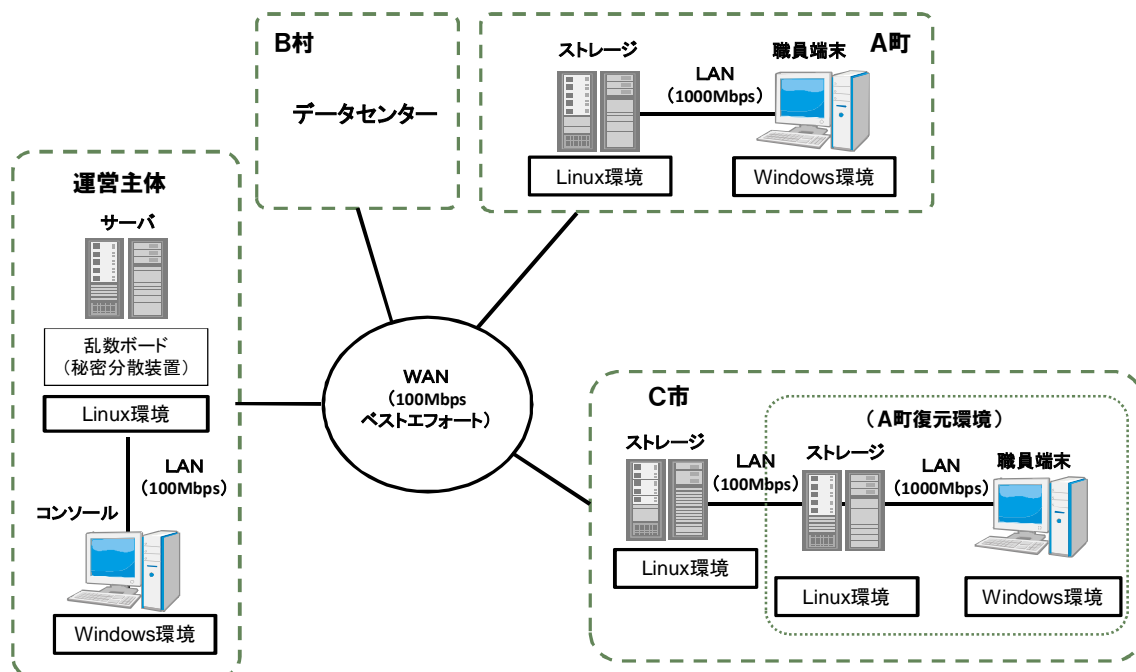 B村
データセンター
A町
ストレージ
LAN
（1000Mbps）
職員端末
Linux環境
Windows環境
運営主体
サーバ
乱数ボード
（秘密分散装置）
Linux環境
LAN
（100Mbps）
コンソール
Windows環境
WAN
（100Mbps
ベストエフォート）
C市
ストレージ
Linux環境
LAN
（100Mbps）
（A町復元環境）
ストレージ
LAN
（1000Mbps）
職員端末
Linux環境
Windows環境